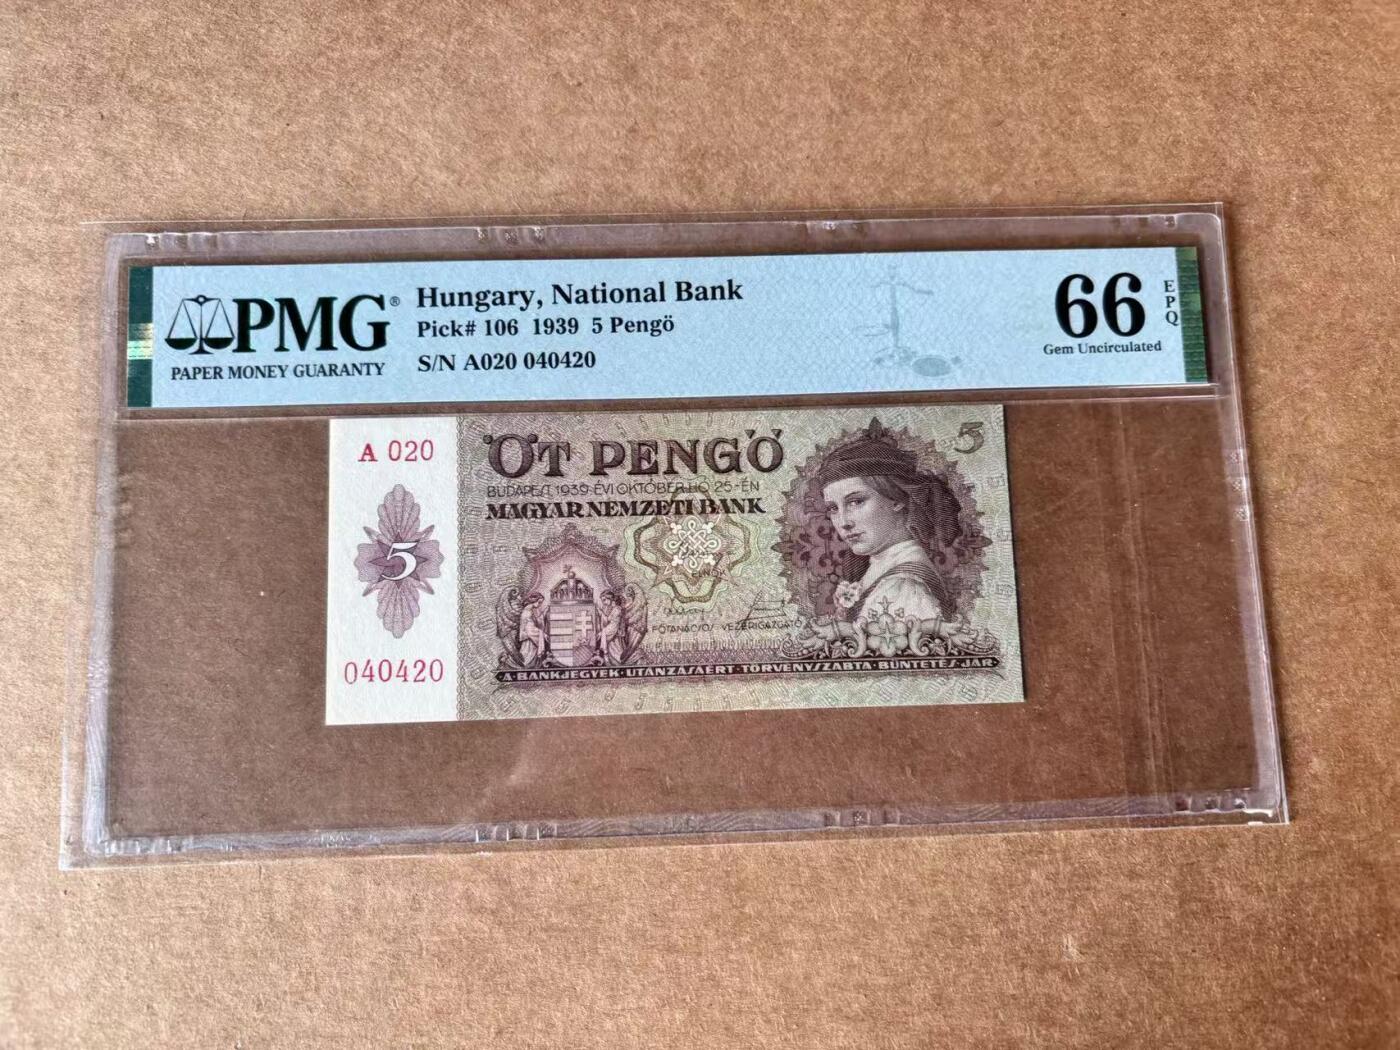 PMG®
PAPER MONEY GUARANTY
Hungary, National Bank
Pick# 106 1939 5 Pengö
S/N A020 040420
66 EPQ
Gem Uncirculated
A 020
5
040420
ÖT PENGŐ
5
BUDAPEST 1939 ÉVI OKTÓBER HÓ 25-ÉN
MAGYAR NEMZETI BANK
FŐTANÁCSOS VEZÉRIGAZGATÓ
·A·BANKJEGYEK·UTÁNZÁSAÉRT·TÖRVÉNYSZABTA·BÜNTETÉS·JÁR·